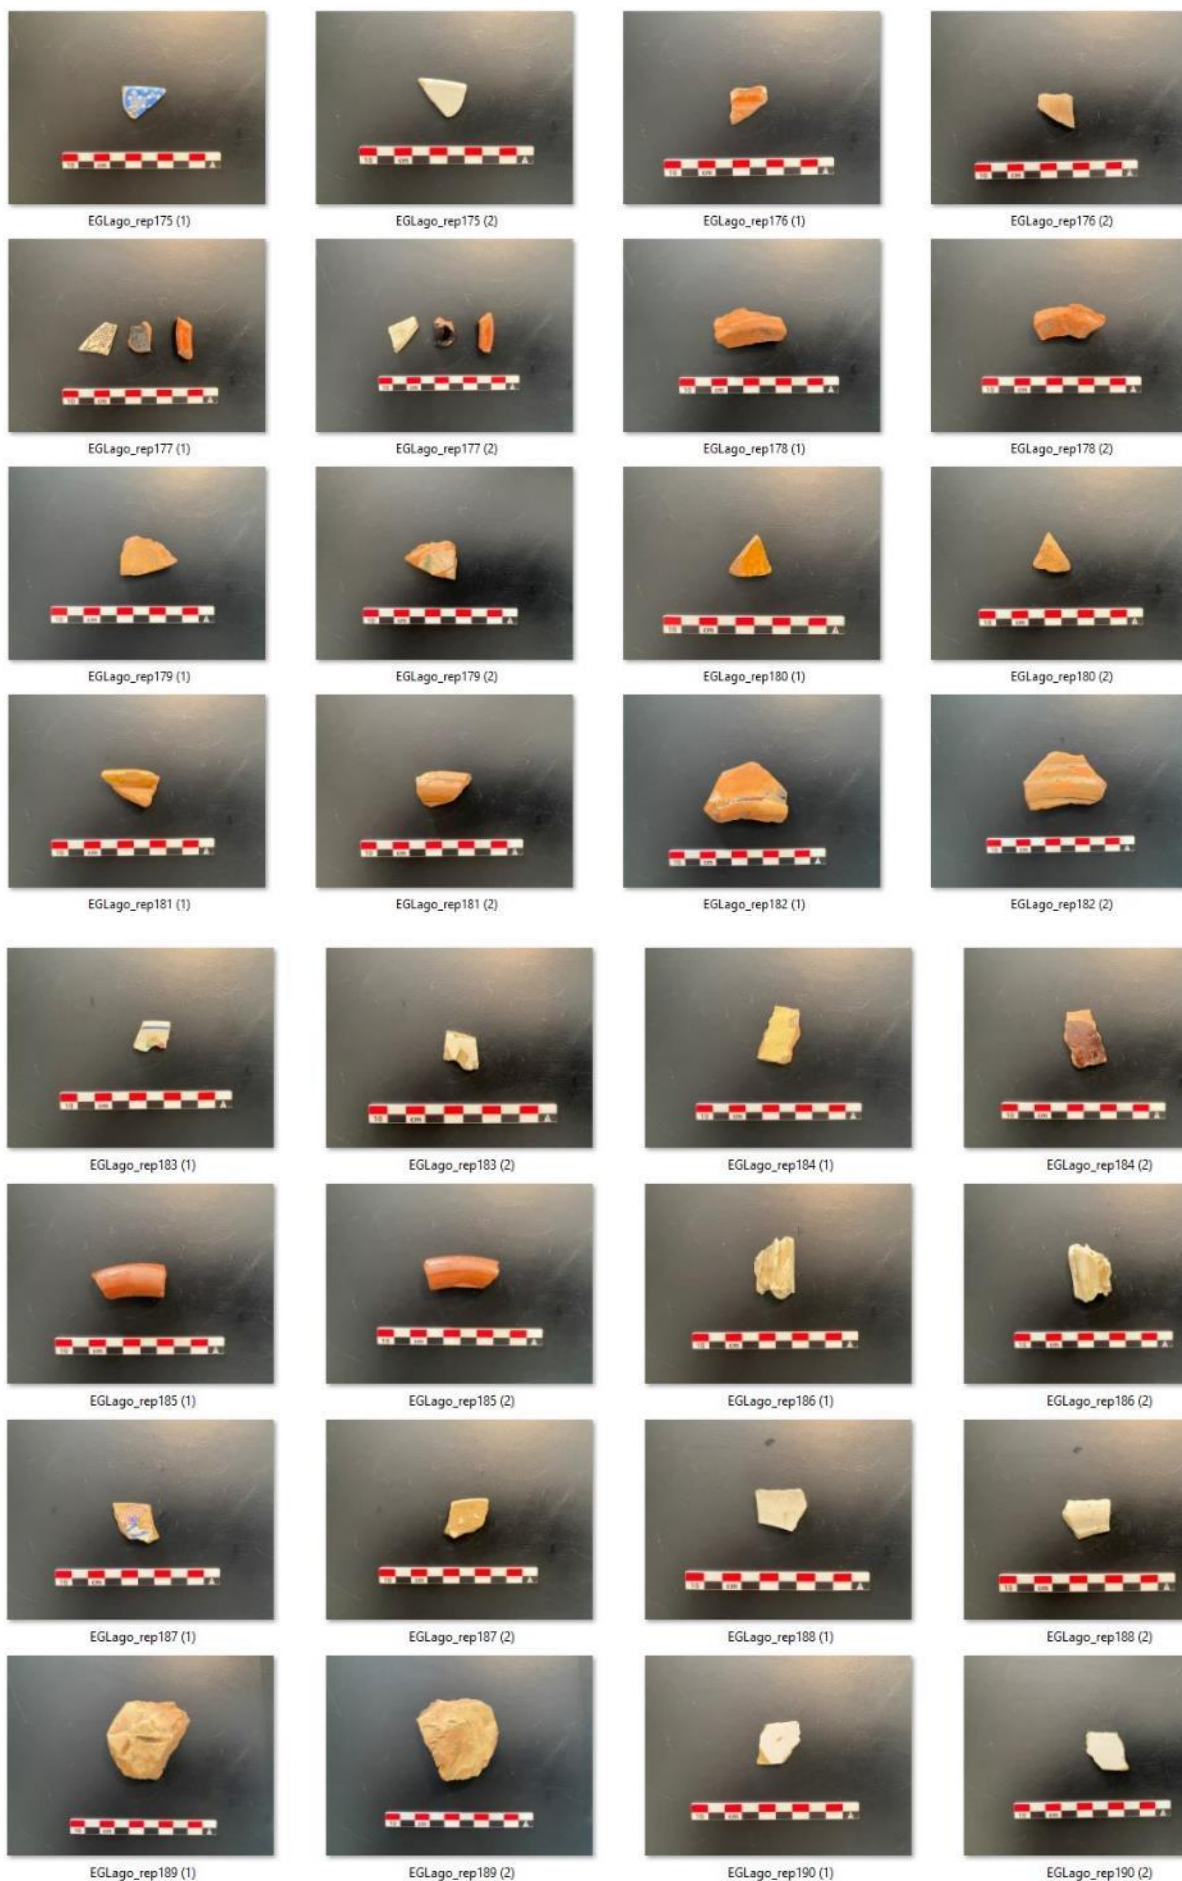 EGLago_rep175 (1) EGLago_rep175 (2) EGLago_rep176 (1) EGLago_rep176 (2)
EGLago_rep177 (1) EGLago_rep177 (2) EGLago_rep178 (1) EGLago_rep178 (2)
EGLago_rep179 (1) EGLago_rep179 (2) EGLago_rep180 (1) EGLago_rep180 (2)
EGLago_rep181 (1) EGLago_rep181 (2) EGLago_rep182 (1) EGLago_rep182 (2)
EGLago_rep183 (1) EGLago_rep183 (2) EGLago_rep184 (1) EGLago_rep184 (2)
EGLago_rep185 (1) EGLago_rep185 (2) EGLago_rep186 (1) EGLago_rep186 (2)
EGLago_rep187 (1) EGLago_rep187 (2) EGLago_rep188 (1) EGLago_rep188 (2)
EGLago_rep189 (1) EGLago_rep189 (2) EGLago_rep190 (1) EGLago_rep190 (2)